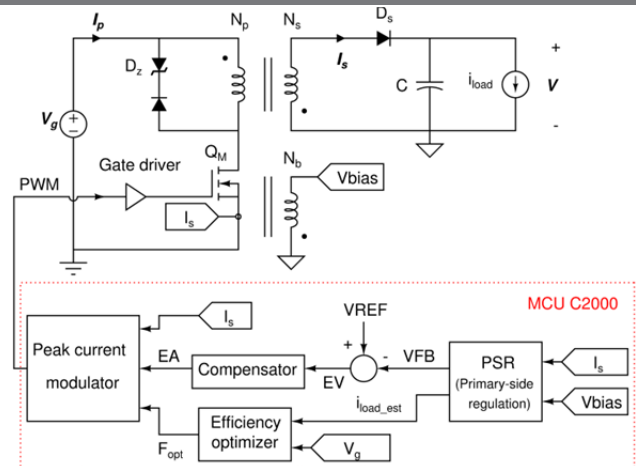 Ip
Np
Ns
Ds
Dz
Is
C
iload
+
V
-
Vg
+
−
QM
Gate driver
Nb
PWM
Vbias
Is
MCU C2000
VREF
Is
Peak current
modulator
EA
Compensator
EV
+
-
VFB
PSR
(Primary-side
regulation)
Is
Vbias
iload_est
Efficiency
optimizer
Fopt
Vg